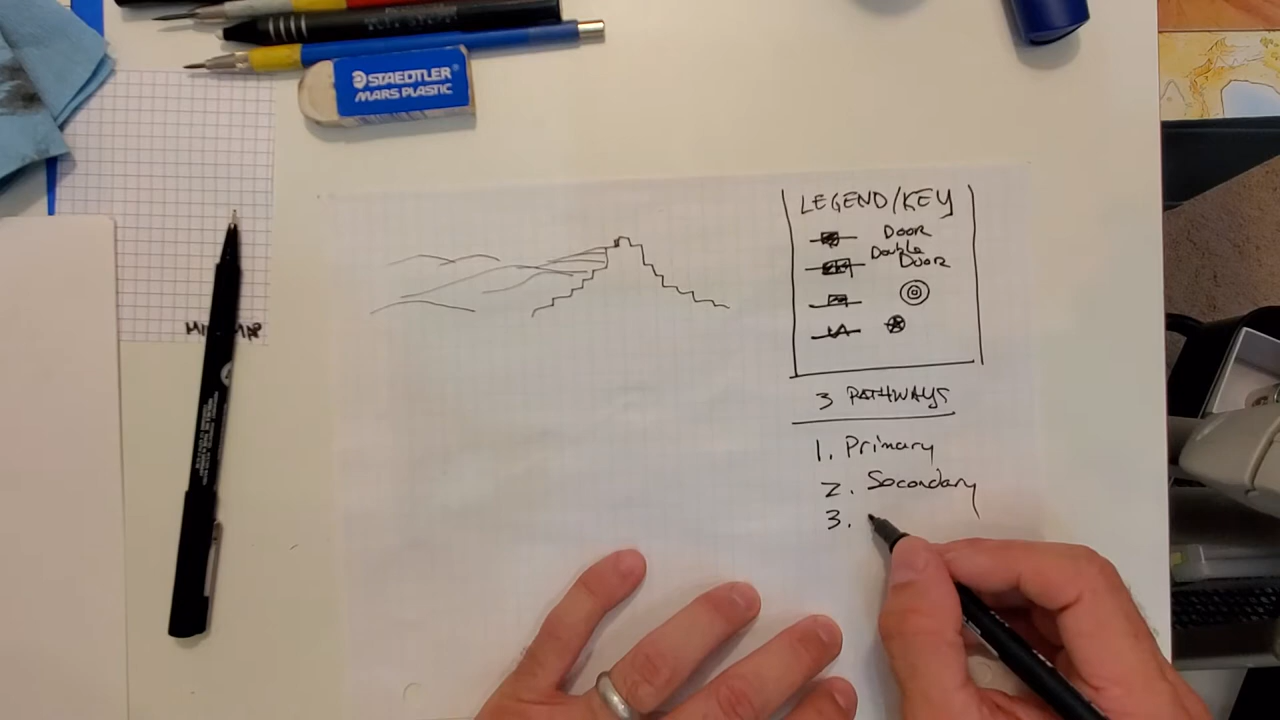 STAEDTLER
MARS PLASTIC
LEGEND/KEY
DOOR
Double
DOOR
3 PATHWAYS
1. Primary
2. Secondary
3.